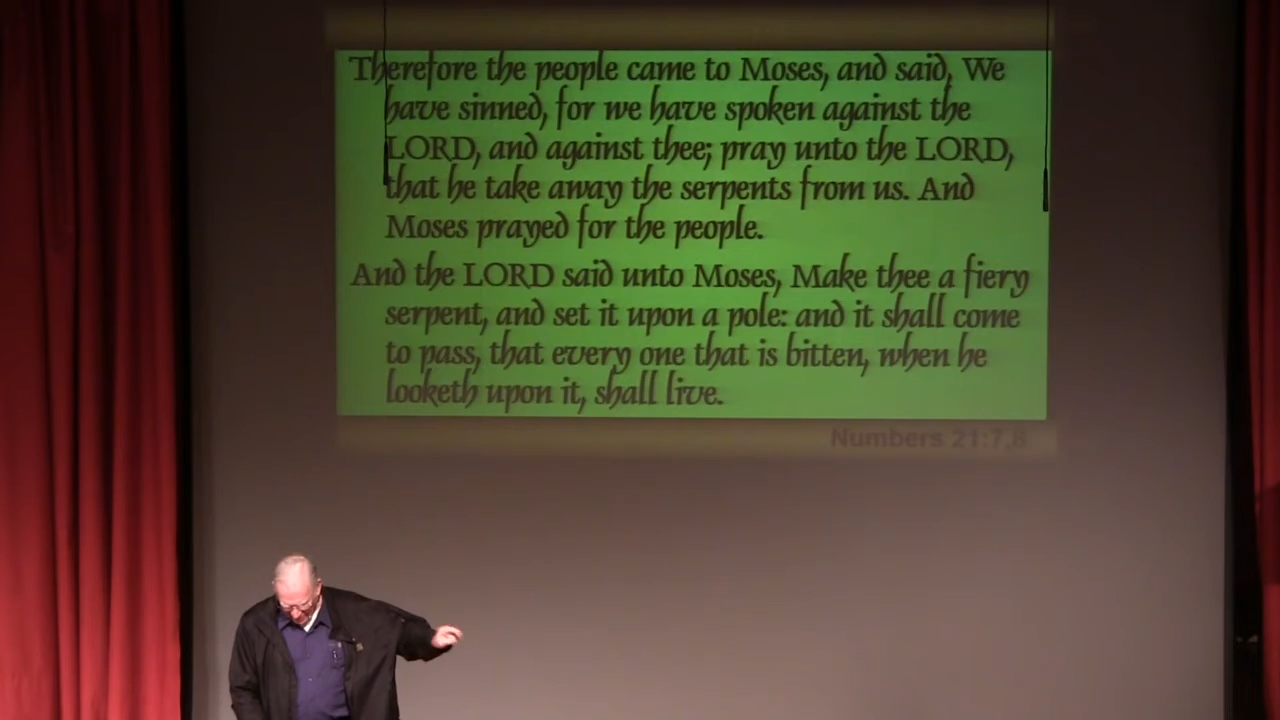 Therefore the people came to Moses, and said, We
have sinned, for we have spoken against the
LORD, and against thee; pray unto the LORD,
that he take away the serpents from us. And
Moses prayed for the people.
And the LORD said unto Moses, Make thee a fiery
serpent, and set it upon a pole: and it shall come
to pass, that every one that is bitten, when he
looketh upon it, shall live.
Numbers 21:7,8